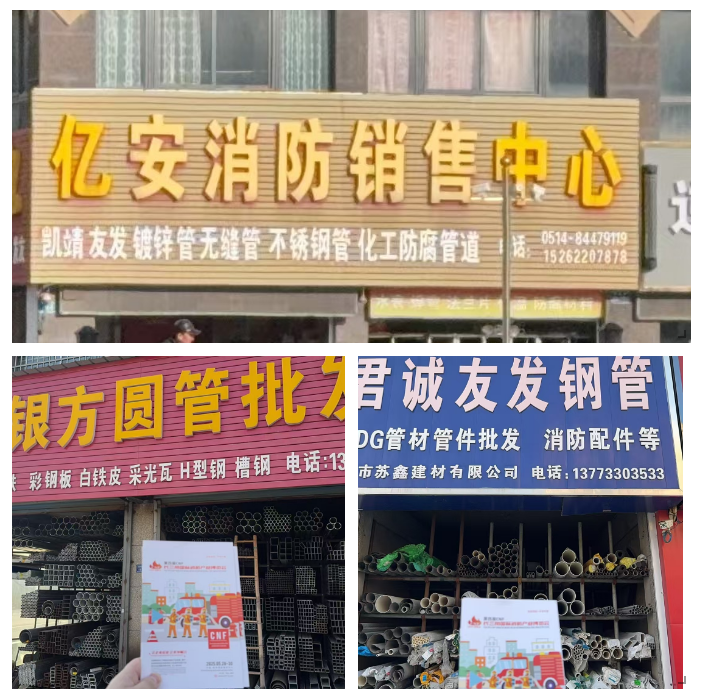 亿安消防销售中心
凯靖 友发 镀锌管 无缝管 不锈钢管 化工防腐管道
电话:
0514-84479119
15262207878
银方圆管批发
彩钢板 白铁皮 采光瓦 H型钢 槽钢 电话:13
CNF
君诚友发钢管
DG管材管件批发 消防配件等
市苏鑫建材有限公司 电话:13773303533